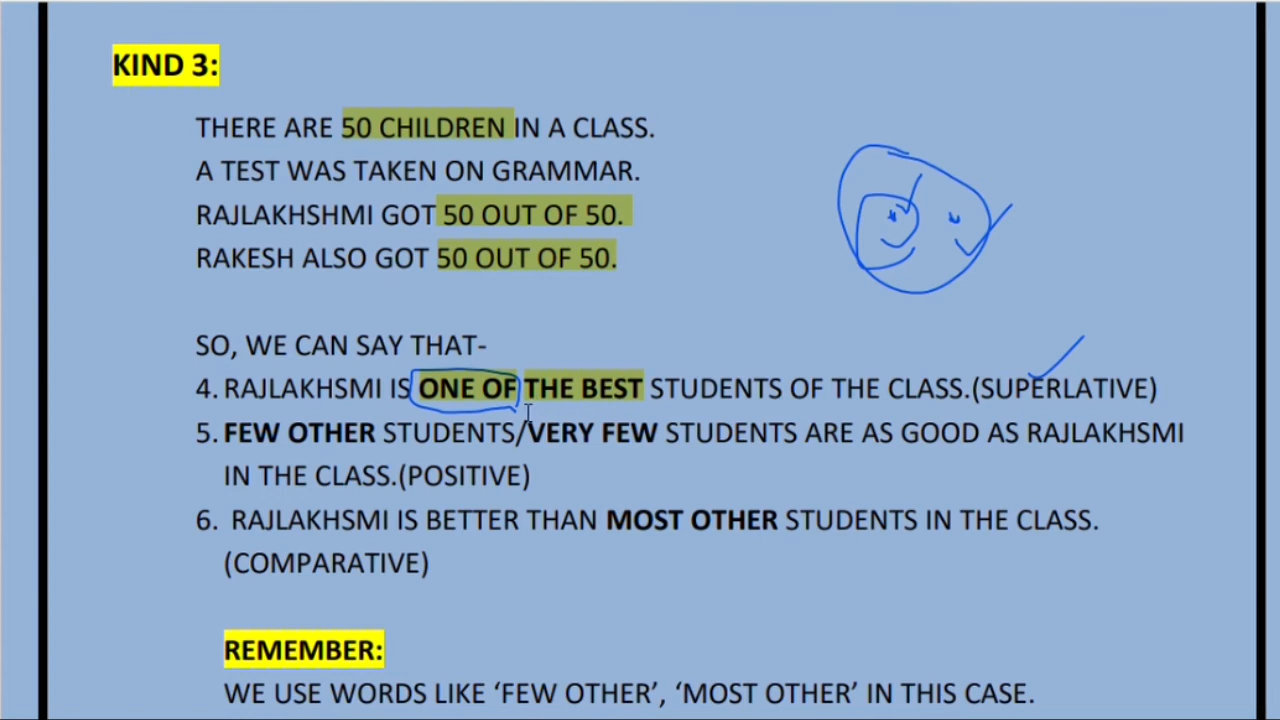 KIND 3:
THERE ARE 50 CHILDREN IN A CLASS.
A TEST WAS TAKEN ON GRAMMAR.
RAJLAKHSHMI GOT 50 OUT OF 50.
RAKESH ALSO GOT 50 OUT OF 50.
SO, WE CAN SAY THAT-
4. RAJLAKHSMI IS ONE OF THE BEST STUDENTS OF THE CLASS.(SUPERLATIVE)
5. FEW OTHER STUDENTS/VERY FEW STUDENTS ARE AS GOOD AS RAJLAKHSMI
IN THE CLASS.(POSITIVE)
6. RAJLAKHSMI IS BETTER THAN MOST OTHER STUDENTS IN THE CLASS.
(COMPARATIVE)
REMEMBER:
WE USE WORDS LIKE ‘FEW OTHER’, ‘MOST OTHER’ IN THIS CASE.